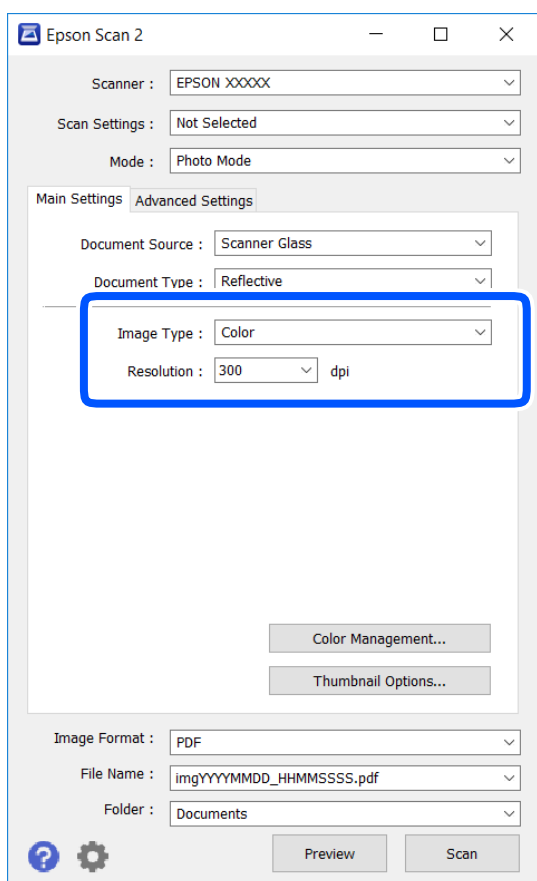 Epson Scan 2
Scanner : EPSON XXXXX
Scan Settings : Not Selected
Mode : Photo Mode
Main Settings Advanced Settings
Document Source : Scanner Glass
Document Type : Reflective
Image Type : Color
Resolution : 300 dpi
Color Management...
Thumbnail Options...
Image Format : PDF
File Name : imgYYYYMMDD_HHMMSSSS.pdf
Folder : Documents
? Preview Scan